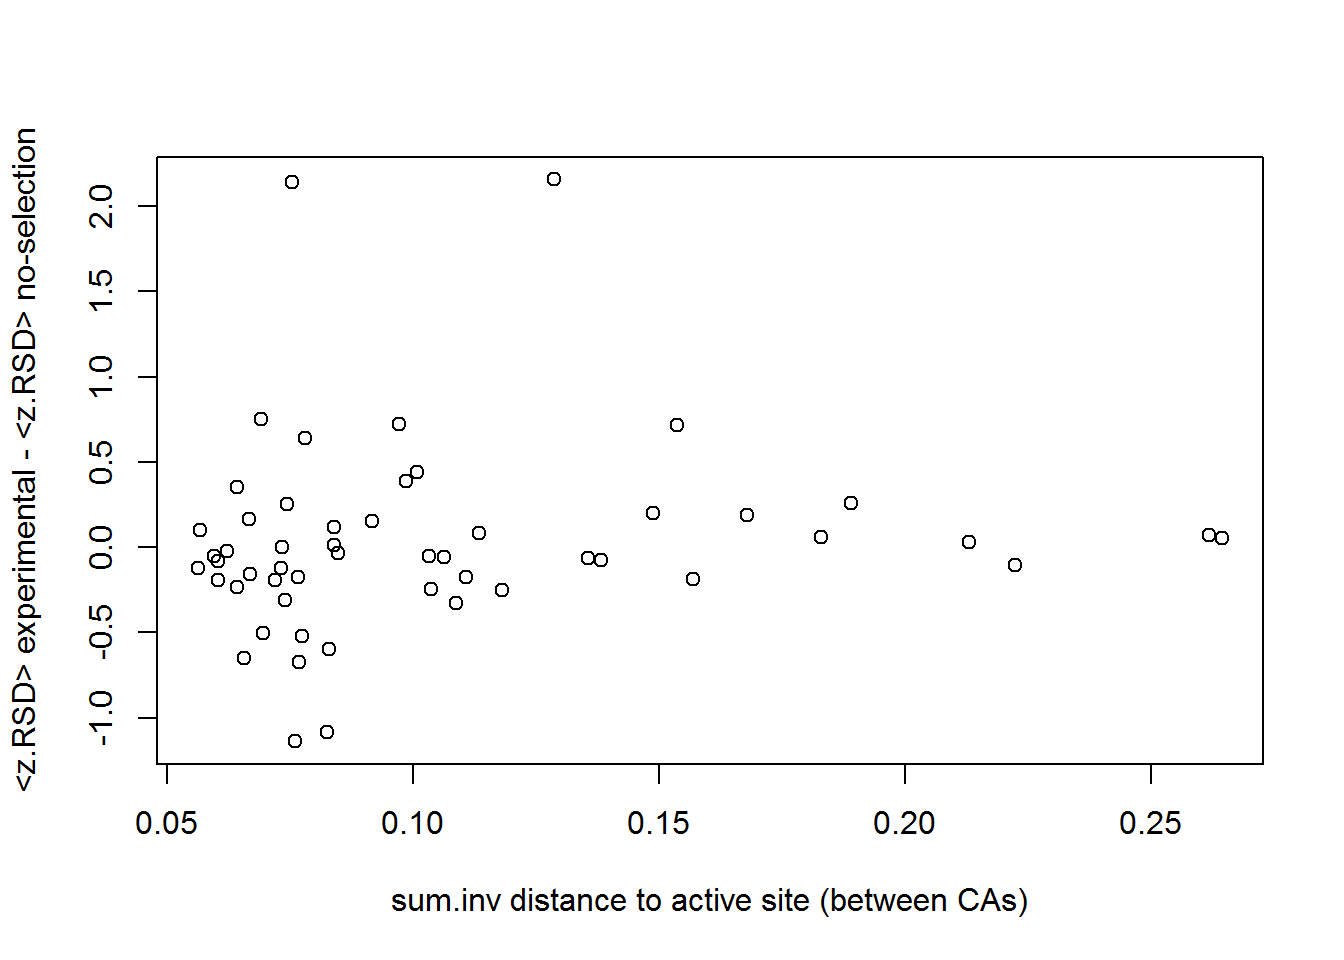 <z.RSD> experimental - <z.RSD> no-selection
2.0
1.5
1.0
0.5
0.0
-0.5
-1.0
0.05 0.10 0.15 0.20 0.25
sum.inv distance to active site (between CAs)